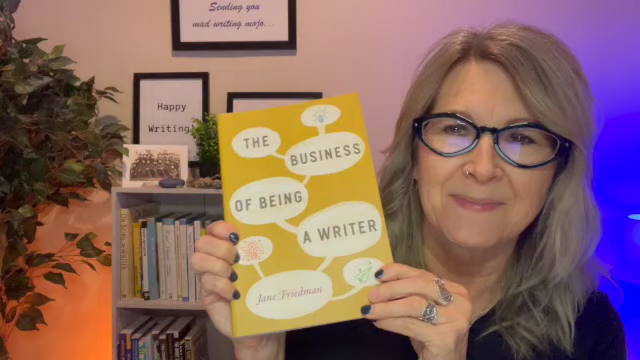 Sending you
mad writing mojo...
Happy
Writing!
THE
BUSINESS
OF BEING
A WRITER
Jane Friedman